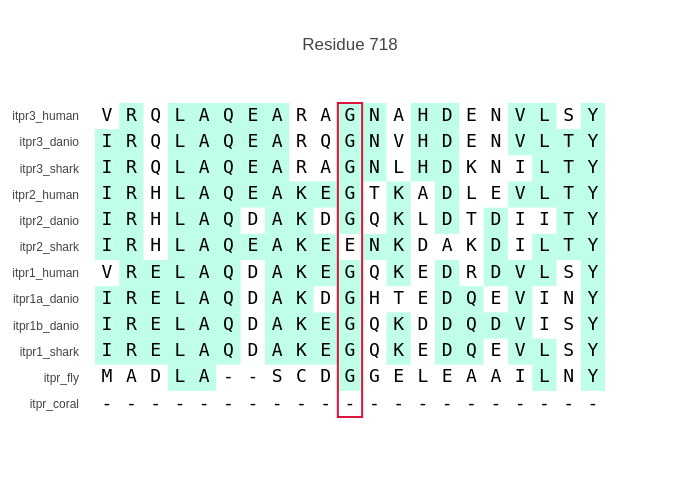 Residue 718
itpr3_human V R Q L A Q E A R A G N A H D E N V L S Y
itpr3_danio I R Q L A Q E A R Q G N V H D E N V L T Y
itpr3_shark I R Q L A Q E A R A G N L H D K N I L T Y
itpr2_human I R H L A Q E A K E G T K A D L E V L T Y
itpr2_danio I R H L A Q D A K D G Q K L D T D I I T Y
itpr2_shark I R H L A Q E A K E E N K D A K D I L T Y
itpr1_human V R E L A Q D A K E G Q K E D R D V L S Y
itpr1a_danio I R E L A Q D A K D G H T E D Q E V I N Y
itpr1b_danio I R E L A Q D A K E G Q K D D Q D V I S Y
itpr1_shark I R E L A Q D A K E G Q K E D Q E V L S Y
itpr_fly M A D L A - - S C D G G E L E A A I L N Y
itpr_coral - - - - - - - - - - - - - - - - - - - - -